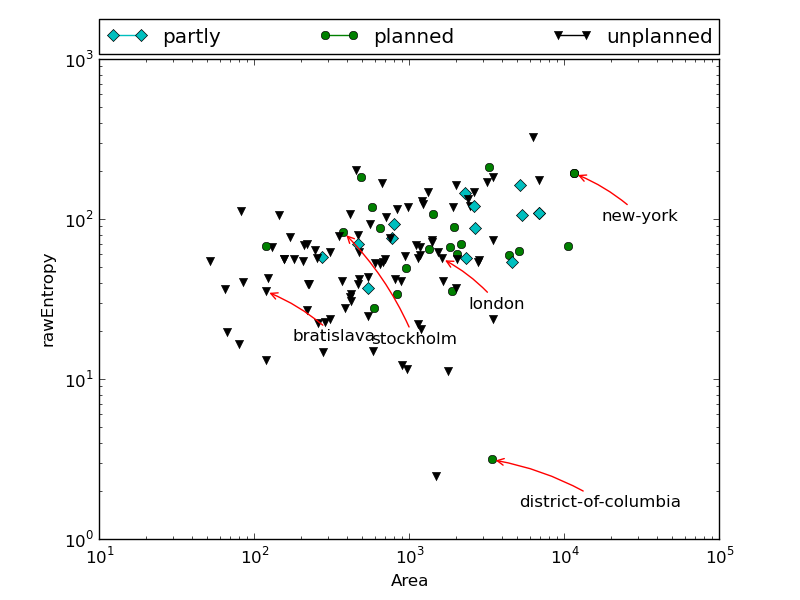 partly planned unplanned
10^3
10^2
10^1
10^0
rawEntropy
new-york
london
bratislava stockholm
district-of-columbia
10^1 10^2 10^3 10^4 10^5
Area